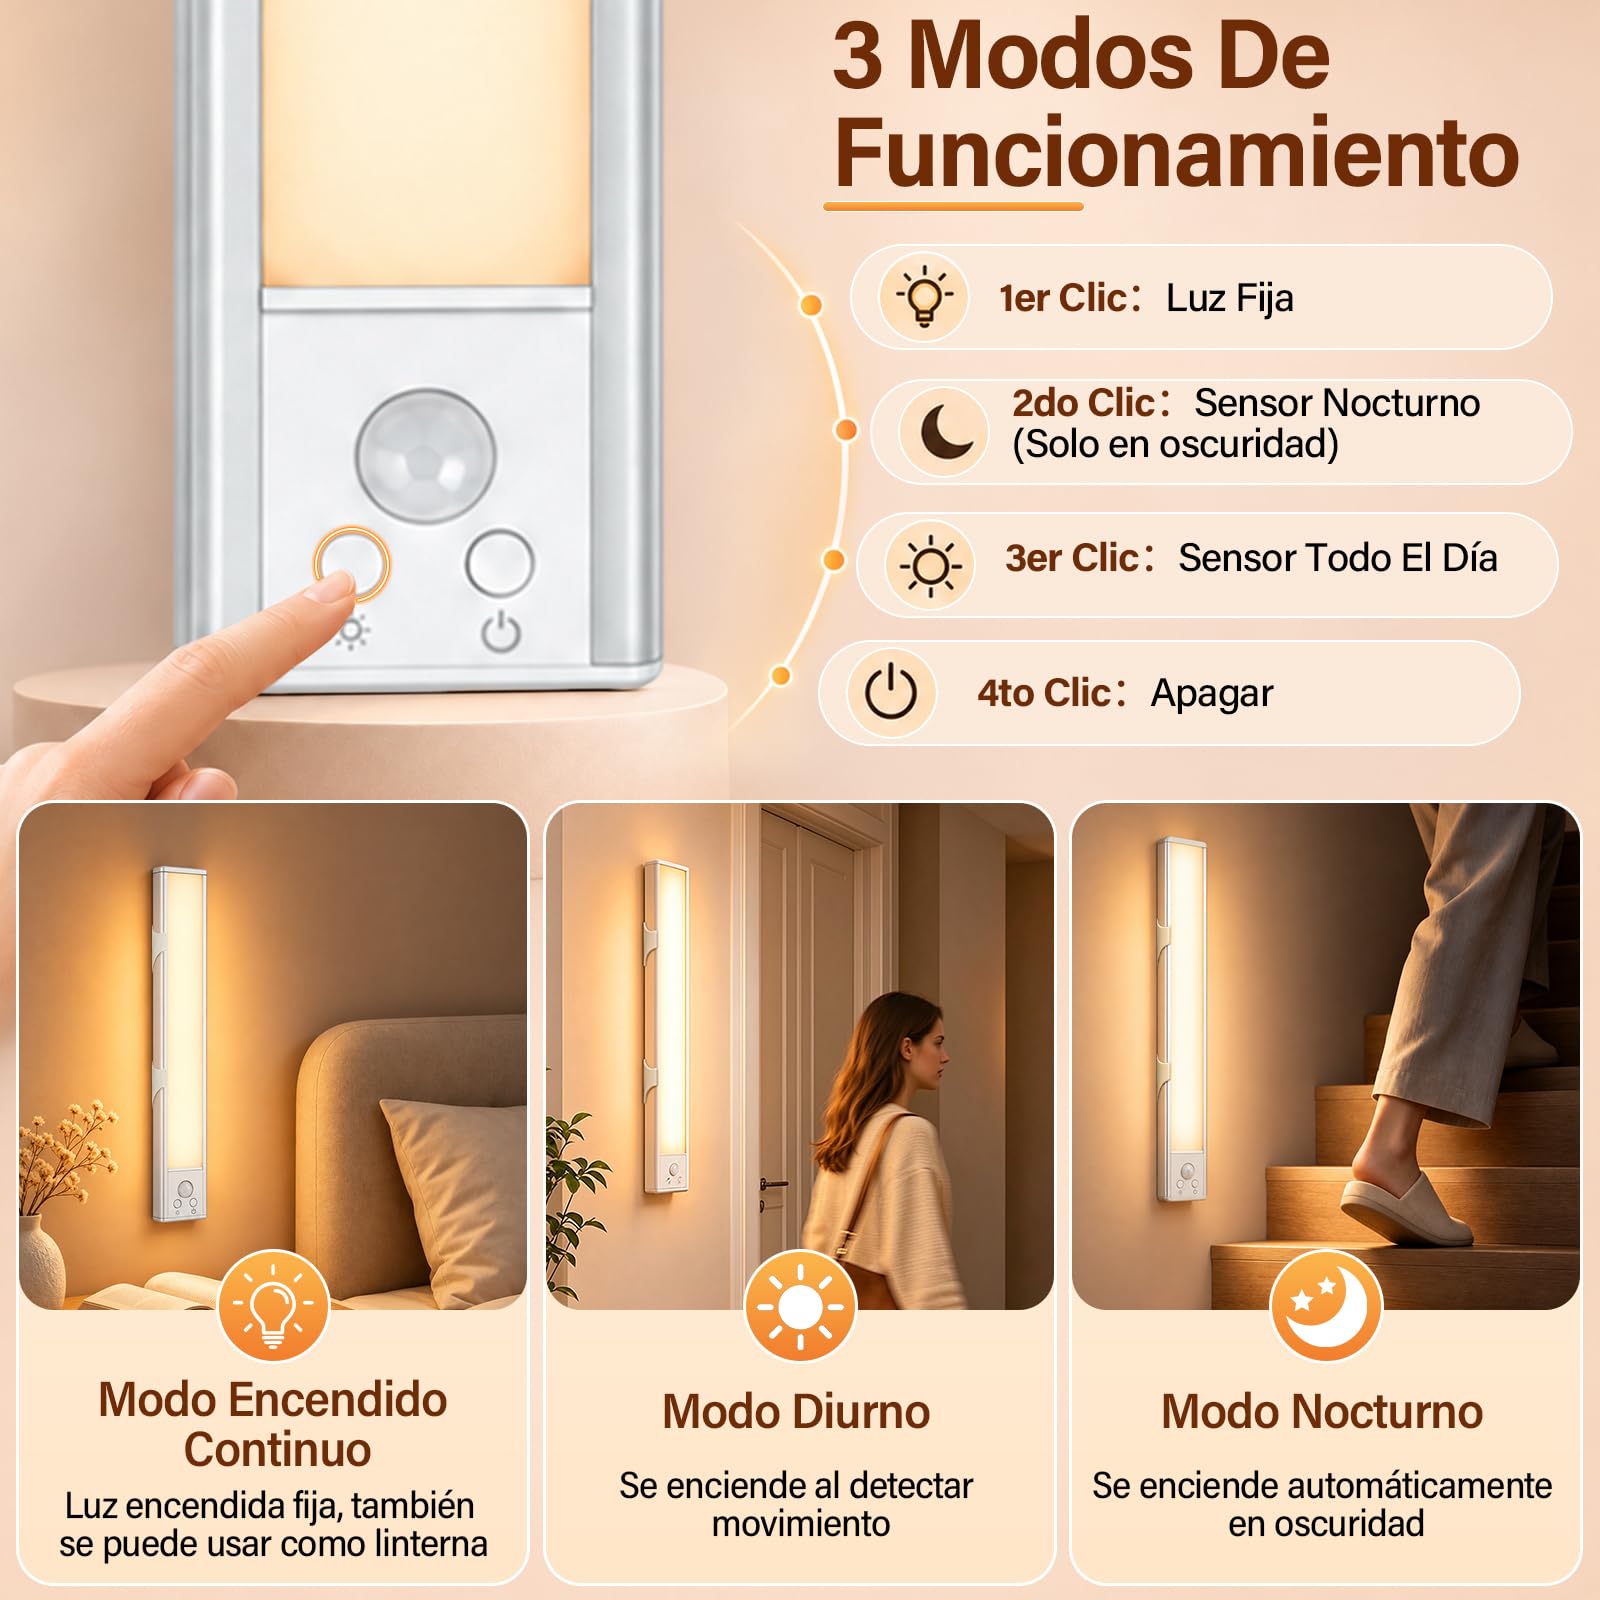 3 Modos De
Funcionamiento
1er Clic： Luz Fija
2do Clic： Sensor Nocturno
(Solo en oscuridad)
3er Clic： Sensor Todo El Día
4to Clic： Apagar
Modo Encendido
Continuo
Luz encendida fija, también
se puede usar como linterna
Modo Diurno
Se enciende al detectar
movimiento
Modo Nocturno
Se enciende automáticamente
en oscuridad